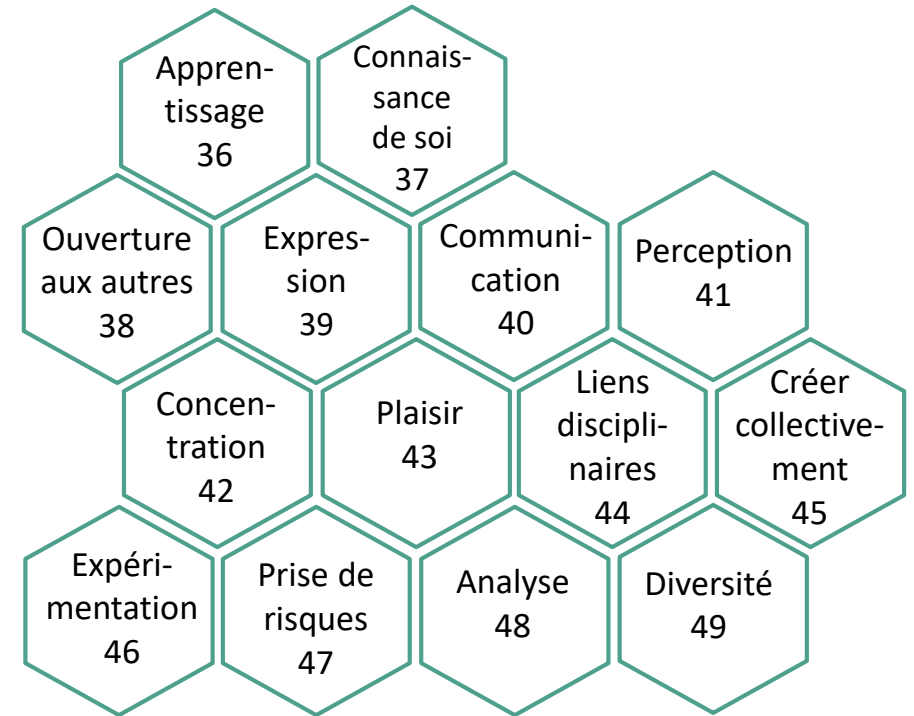 Appren-
tissage
36
Connais-
sance
de soi
37
Ouverture
aux autres
38
Expres-
sion
39
Communi-
cation
40
Perception
41
Concen-
tration
42
Plaisir
43
Liens
discipli-
naires
44
Créer
collective-
ment
45
Expéri-
mentation
46
Prise de
risques
47
Analyse
48
Diversité
49